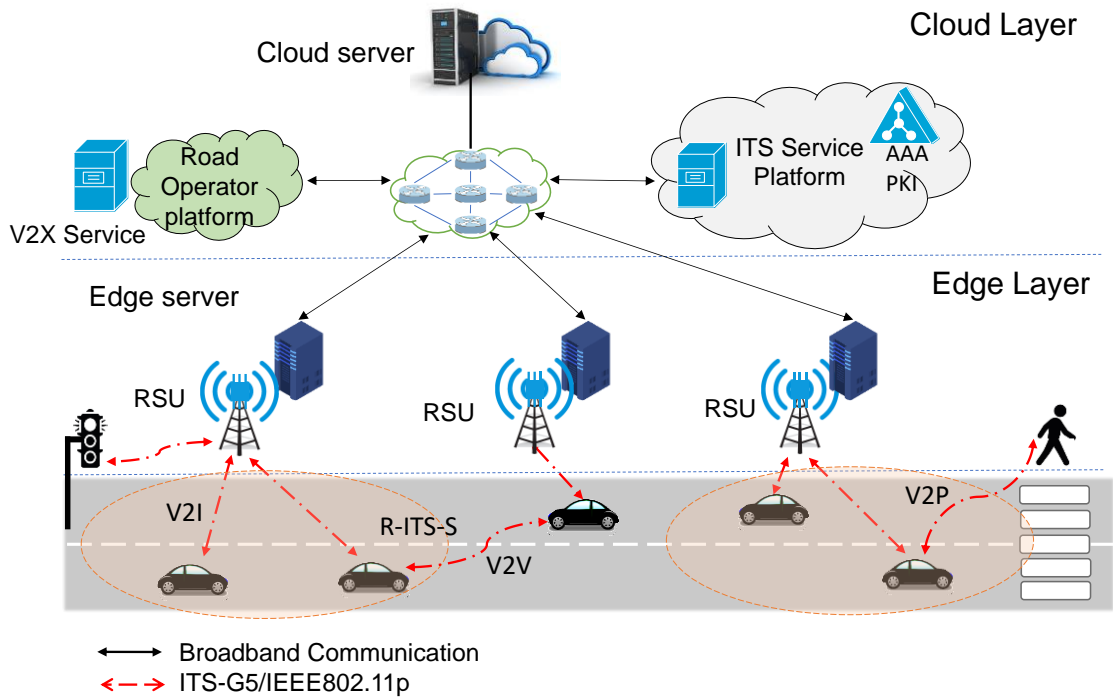 Cloud Layer
Cloud server
Road
Operator
platform
V2X Service
ITS Service
Platform
AAA
PKI
Edge server
Edge Layer
RSU
RSU
RSU
V2I
R-ITS-S
V2V
V2P
Broadband Communication
ITS-G5/IEEE802.11p